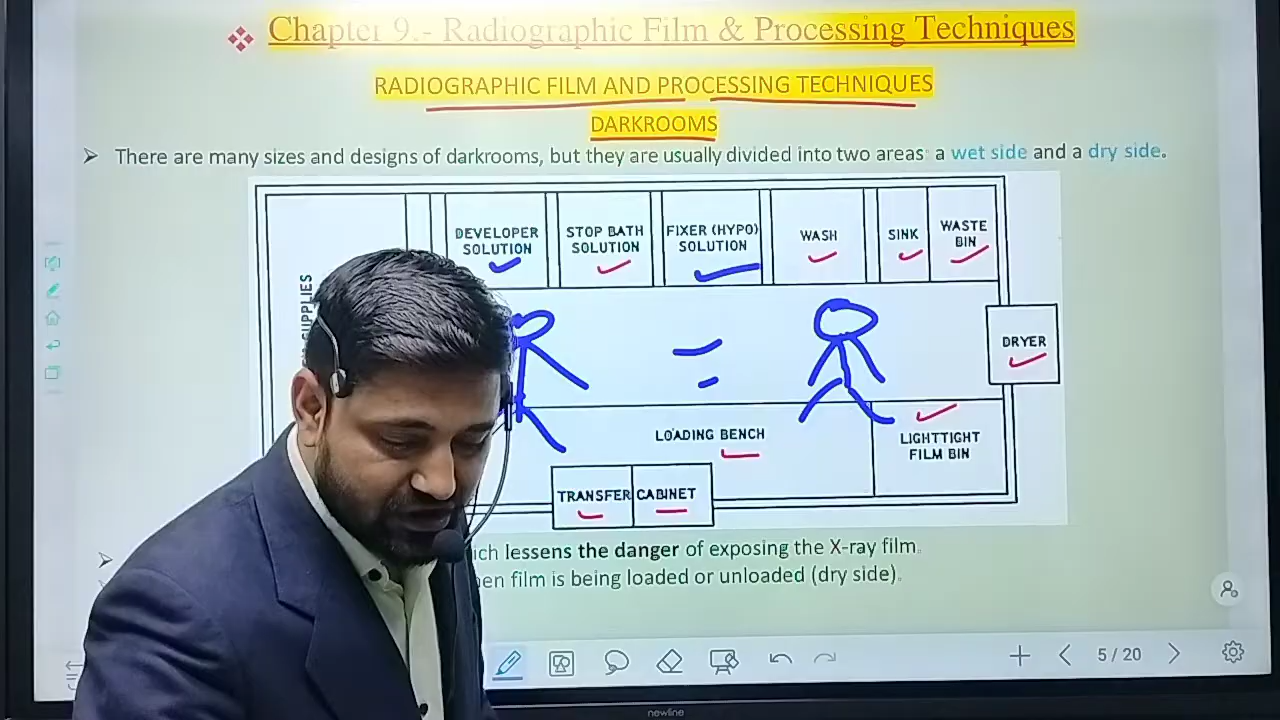 Chapter 9.- Radiographic Film & Processing Techniques
RADIOGRAPHIC FILM AND PROCESSING TECHNIQUES
DARKROOMS
There are many sizes and designs of darkrooms, but they are usually divided into two areas: a wet side and a dry side.
DEVELOPER
SOLUTION
STOP BATH
SOLUTION
FIXER (HYPO)
SOLUTION
WASH
SINK
WASTE
BIN
SUPPLIES
DRYER
LOADING BENCH
LIGHTTIGHT
FILM BIN
TRANSFER CABINET
lessens the danger of exposing the X-ray film.
film is being loaded or unloaded (dry side).
5/20
newline